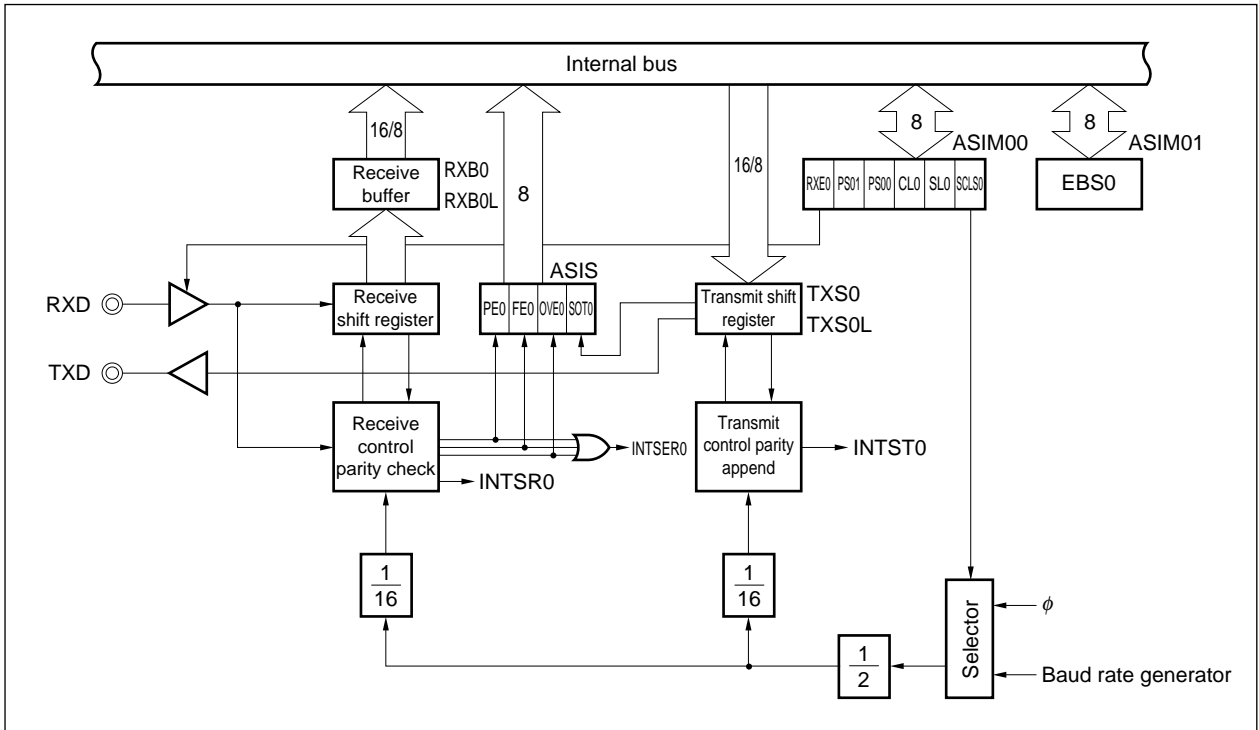 Internal bus
16/8
8
16/8
8
ASIM00
8
ASIM01
Receive
buffer
RXB0
RXB0L
RXE0 PS01 PS00 CL0 SL0 SCLS0
EBS0
ASIS
RXD
Receive
shift register
PE0 FE0 OVE0 SOT0
Transmit shift
register
TXS0
TXS0L
TXD
Receive
control
parity check
INTSER0
INTSR0
Transmit
control parity
append
INTST0
1
16
1
16
1
2
Selector
ϕ
Baud rate generator